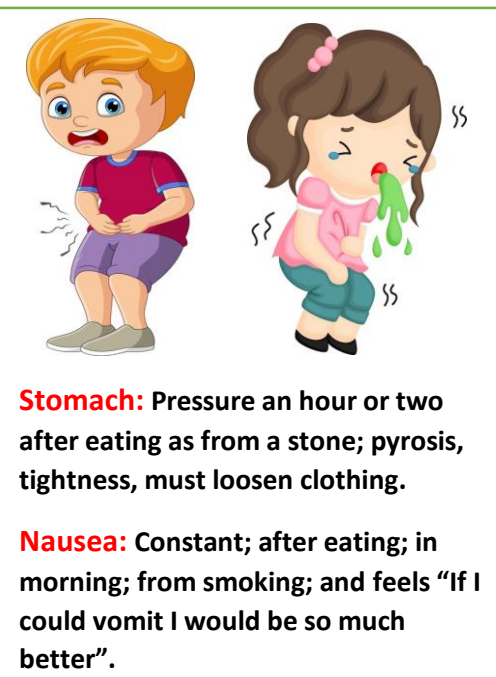 Stomach: Pressure an hour or two
after eating as from a stone; pyrosis,
tightness, must loosen clothing.
Nausea: Constant; after eating; in
morning; from smoking; and feels “If I
could vomit I would be so much
better”.